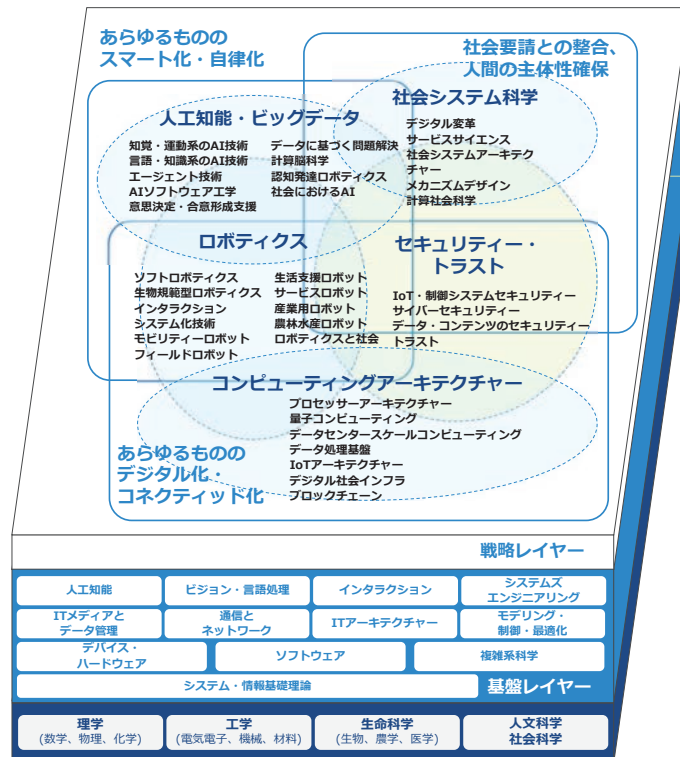 あらゆるものの
スマート化・自律化
社会要請との整合、
人間の主体性確保
人工知能・ビッグデータ
知覚・運動系のAI技術
言語・知識系のAI技術
エージェント技術
AIソフトウェア工学
意思決定・合意形成支援
データに基づく問題解決
計算脳科学
認知発達ロボティクス
社会におけるAI
社会システム科学
デジタル変革
サービスサイエンス
社会システムアーキテク
チャー
メカニズムデザイン
計算社会科学
ロボティクス
ソフトロボティクス
生物規範型ロボティクス
インタラクション
システム化技術
モビリティーロボット
フィールドロボット
生活支援ロボット
サービスロボット
産業用ロボット
農林水産ロボット
ロボティクスと社会
セキュリティー・
トラスト
IoT・制御システムセキュリティー
サイバーセキュリティー
データ・コンテンツのセキュリティー
トラスト
コンピューティングアーキテクチャー
プロセッサーアーキテクチャー
量子コンピューティング
データセンタースケールコンピューティング
データ処理基盤
IoTアーキテクチャー
デジタル社会インフラ
ブロックチェーン
あらゆるものの
デジタル化・
コネクティッド化
戦略レイヤー
人工知能
ビジョン・言語処理
インタラクション
システムズ
エンジニアリング
ITメディアと
データ管理
通信と
ネットワーク
ITアーキテクチャー
モデリング・
制御・最適化
デバイス・
ハードウェア
ソフトウェア
複雑系科学
システム・情報基礎理論
基盤レイヤー
理学
(数学、物理、化学)
工学
(電気電子、機械、材料)
生命科学
(生物、農学、医学)
人文科学
社会科学